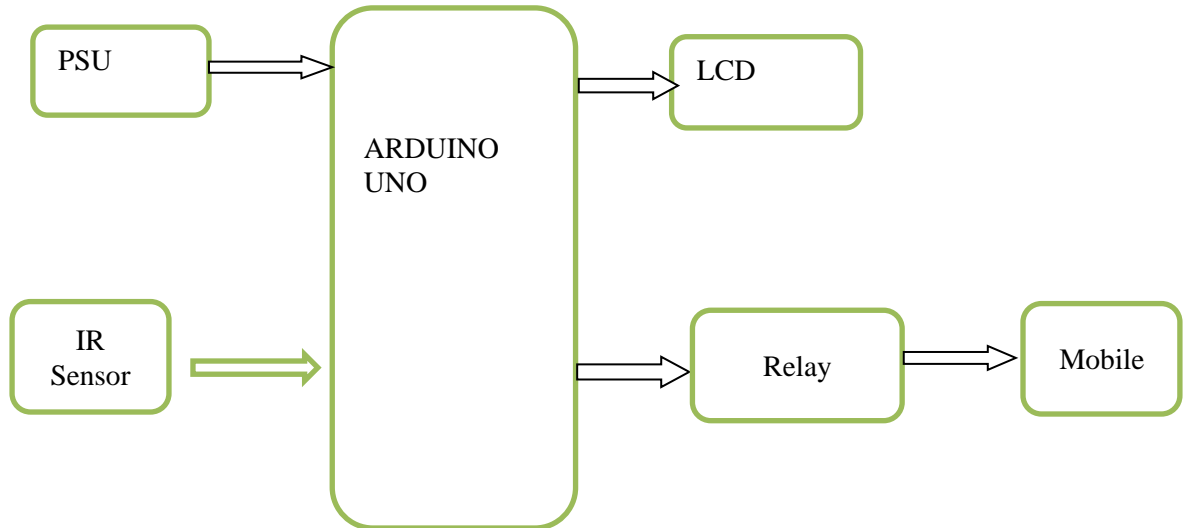 PSU
LCD
ARDUINO
UNO
IR
Sensor
Relay
Mobile